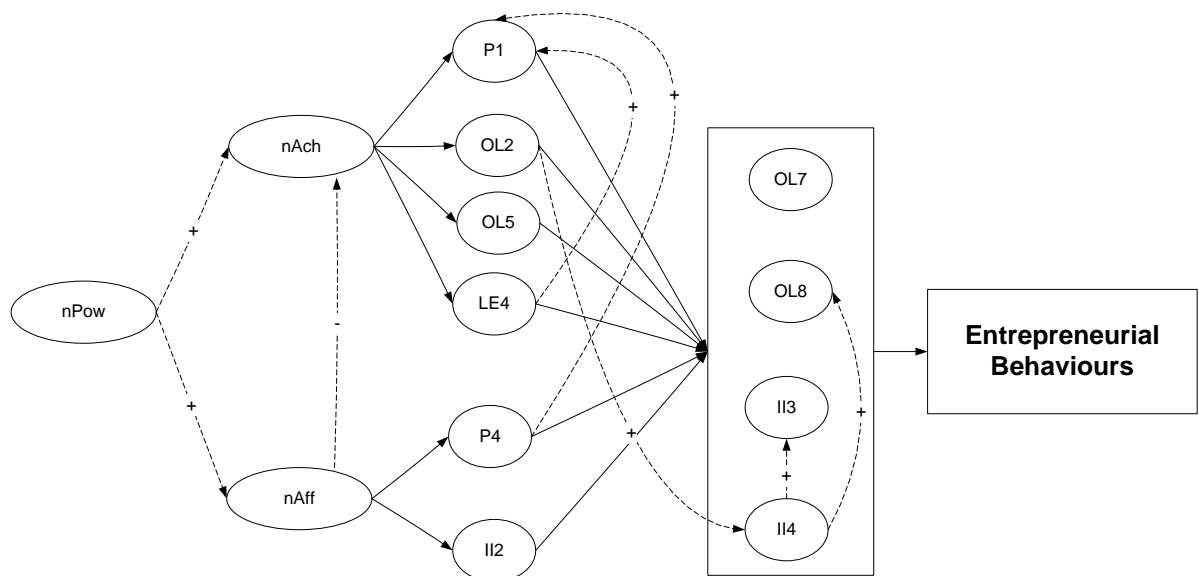 P1
+
+
nAch
OL2
OL7
OL5
+
LE4
OL8
nPow
-
Entrepreneurial
Behaviours
+
P4
+
II3
+
+
nAff
II4
II2